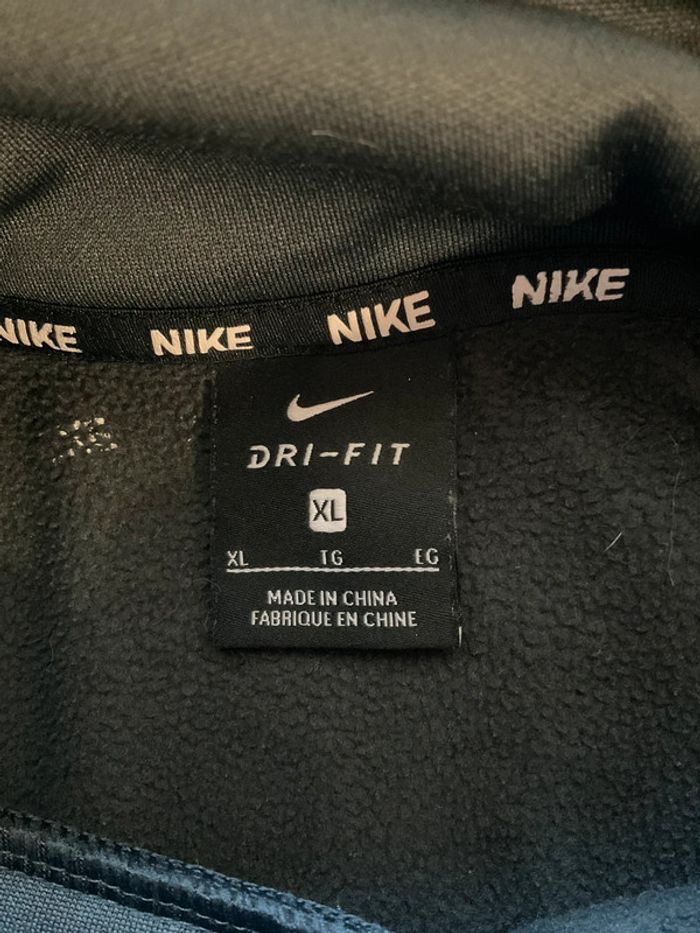 NIKE NIKE NIKE NIKE
DRI-FIT
XL
XL TG EG
MADE IN CHINA
FABRIQUE EN CHINE